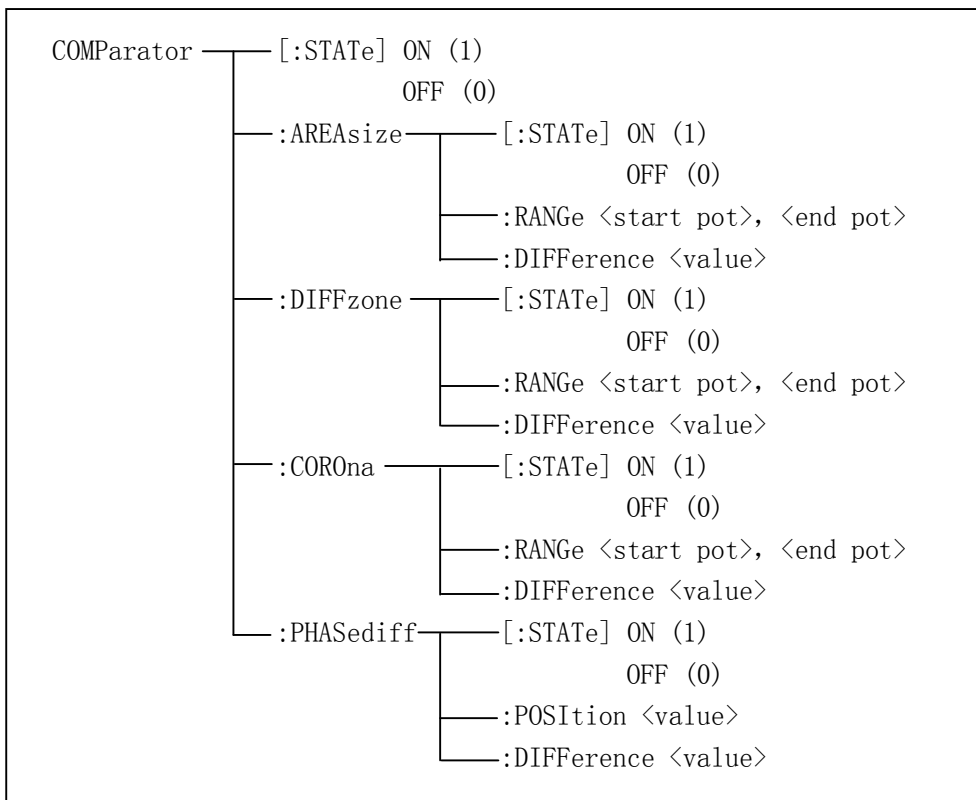 COMParator [:STATe] ON (1)
OFF (0)
:AREAsize [:STATe] ON (1)
OFF (0)
:RANGe <start pot>, <end pot>
:DIFFerence <value>
:DIFFzone [:STATe] ON (1)
OFF (0)
:RANGe <start pot>, <end pot>
:DIFFerence <value>
:COROna [:STATe] ON (1)
OFF (0)
:RANGe <start pot>, <end pot>
:DIFFerence <value>
:PHASediff [:STATe] ON (1)
OFF (0)
:POSItion <value>
:DIFFerence <value>